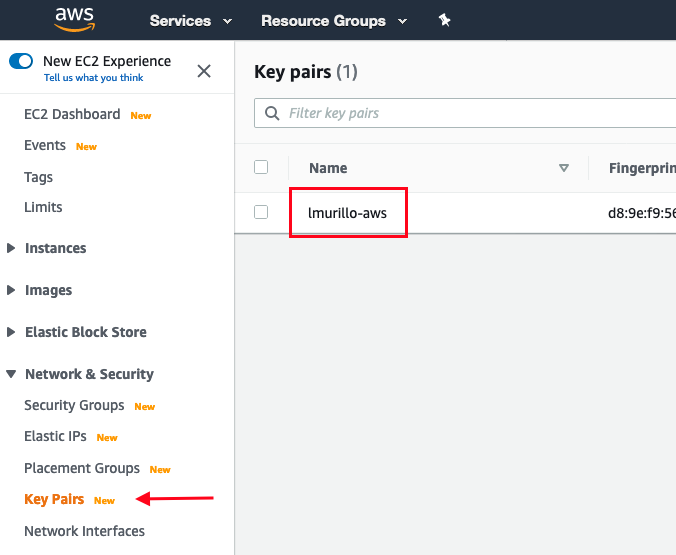 aws Services Resource Groups
New EC2 Experience
Tell us what you think
EC2 Dashboard New
Events New
Tags
Limits
Instances
Images
Elastic Block Store
Network & Security
Security Groups New
Elastic IPs New
Placement Groups New
Key Pairs New
Network Interfaces
Key pairs (1)
Filter key pairs
Name Fingerprin
lmurillo-aws d8:9e:f9:56